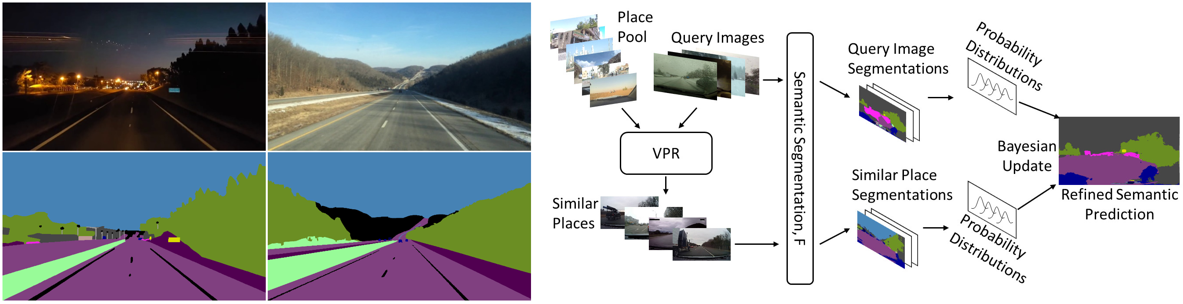 Place
Pool
Query Images
VPR
Similar
Places
Semantic Segmentation, F
Query Image
Segmentations
Probability
Distributions
Similar Place
Segmentations
Probability
Distributions
Bayesian
Update
Refined Semantic
Prediction